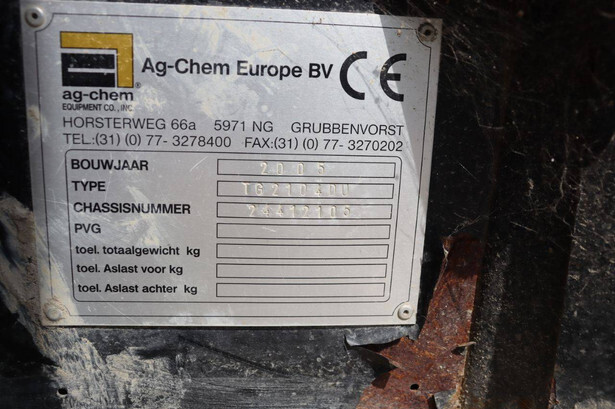 ag-chem®
EQUIPMENT CO., INC.
Ag-Chem Europe BV CE
HORSTERWEG 66a 5971 NG GRUBBENVORST
TEL.:(31) (0) 77- 3278400 FAX:(31) (0) 77- 3270202
BOUWJAAR 2005
TYPE
CHASSISNUMMER 24412105
PVG
toel. totaalgewicht kg
toel. Aslast voor kg
toel. Aslast achter kg